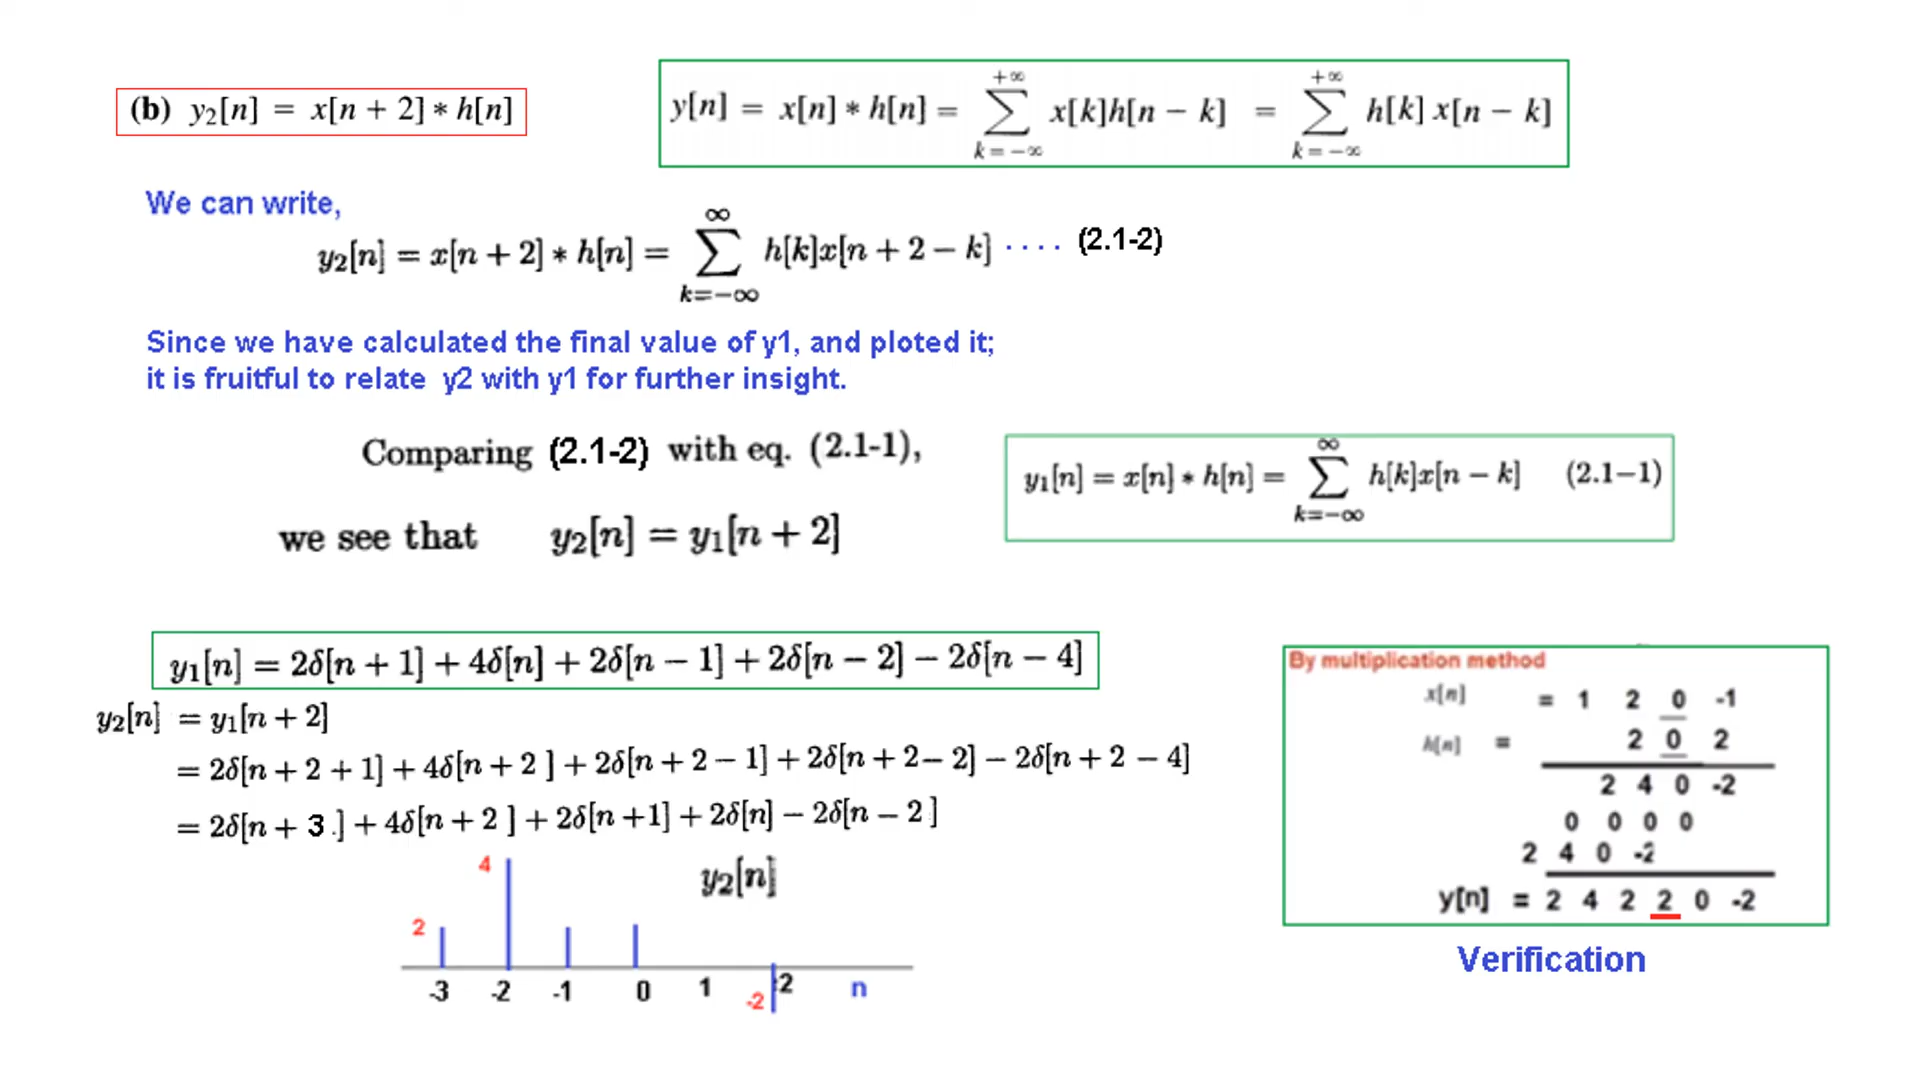 (b) y₂[n] = x[n + 2] * h[n]
y[n] = x[n] * h[n] = ∑_{k=−∞}^{+∞} x[k]h[n − k] = ∑_{k=−∞}^{+∞} h[k] x[n − k]
We can write,
y₂[n] = x[n + 2] * h[n] = ∑_{k=−∞}^{∞} h[k]x[n + 2 − k] . . . . (2.1-2)
Since we have calculated the final value of y1, and ploted it;
it is fruitful to relate y2 with y1 for further insight.
Comparing (2.1-2) with eq. (2.1-1),
y₁[n] = x[n] * h[n] = ∑_{k=−∞}^{∞} h[k]x[n − k] (2.1−1)
we see that y₂[n] = y₁[n + 2]
y₁[n] = 2δ[n + 1] + 4δ[n] + 2δ[n − 1] + 2δ[n − 2] − 2δ[n − 4]
y₂[n] = y₁[n + 2]
= 2δ[n + 2 + 1] + 4δ[n + 2 ] + 2δ[n + 2 − 1] + 2δ[n + 2 − 2] − 2δ[n + 2 − 4]
= 2δ[n + 3 .] + 4δ[n + 2 ] + 2δ[n +1] + 2δ[n] − 2δ[n − 2 ]
4
y₂[n]
2
-3 -2 -1 0 1 -2 2 n
By multiplication method
x[n] = 1 2 0 -1
h[n] = 2 0 2
2 4 0 -2
0 0 0 0
2 4 0 -2
y[n] = 2 4 2 2 0 -2
Verification